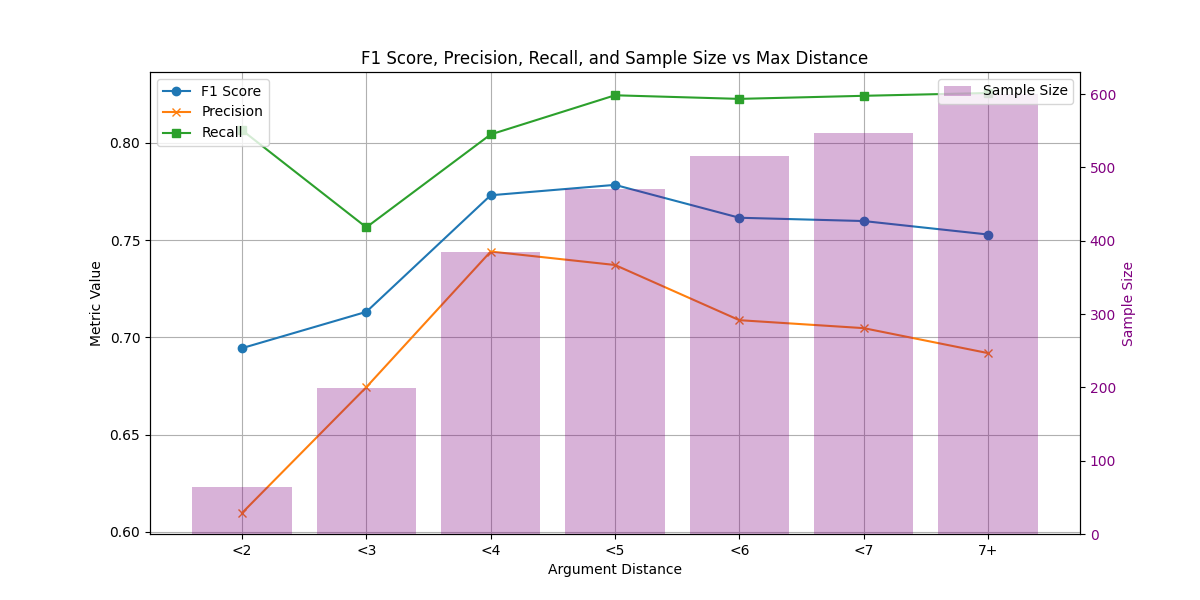 F1 Score, Precision, Recall, and Sample Size vs Max Distance
F1 Score
Precision
Recall
Sample Size
0.80
0.75
0.70
0.65
0.60
Metric Value
600
500
400
300
200
100
0
Sample Size
<2 <3 <4 <5 <6 <7 7+
Argument Distance